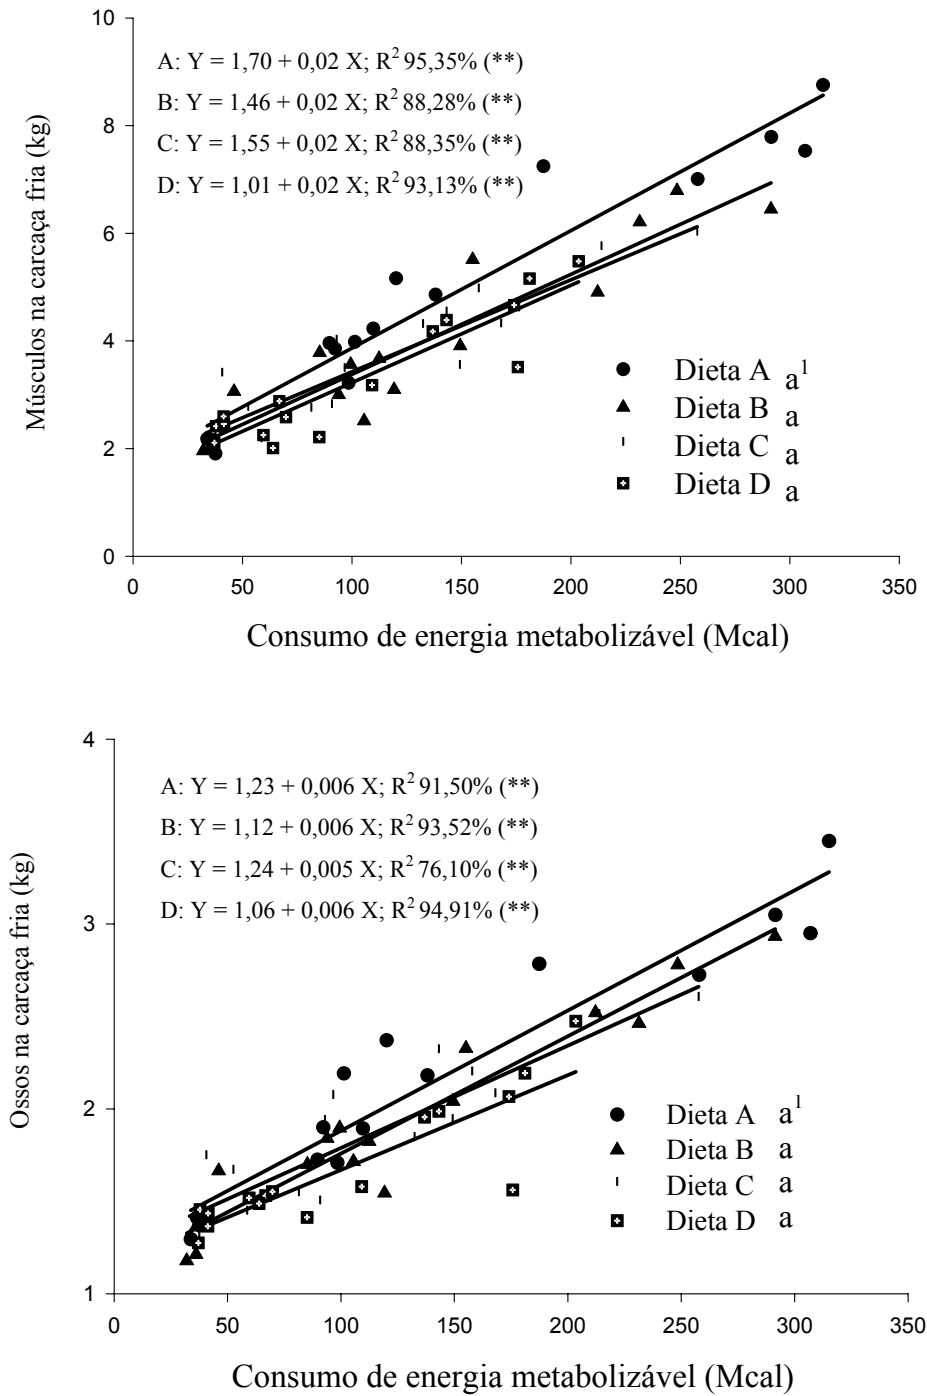 10
A: Y = 1,70 + 0,02 X; R² 95,35% (**)
B: Y = 1,46 + 0,02 X; R² 88,28% (**)
C: Y = 1,55 + 0,02 X; R² 88,35% (**)
D: Y = 1,01 + 0,02 X; R² 93,13% (**)
8
6
4
2
0
Músculos na carcaça fria (kg)
Dieta A a¹
Dieta B a
Dieta C a
Dieta D a
0 50 100 150 200 250 300 350
Consumo de energia metabolizável (Mcal)
4
A: Y = 1,23 + 0,006 X; R² 91,50% (**)
B: Y = 1,12 + 0,006 X; R² 93,52% (**)
C: Y = 1,24 + 0,005 X; R² 76,10% (**)
D: Y = 1,06 + 0,006 X; R² 94,91% (**)
3
2
1
Ossos na carcaça fria (kg)
Dieta A a¹
Dieta B a
Dieta C a
Dieta D a
0 50 100 150 200 250 300 350
Consumo de energia metabolizável (Mcal)